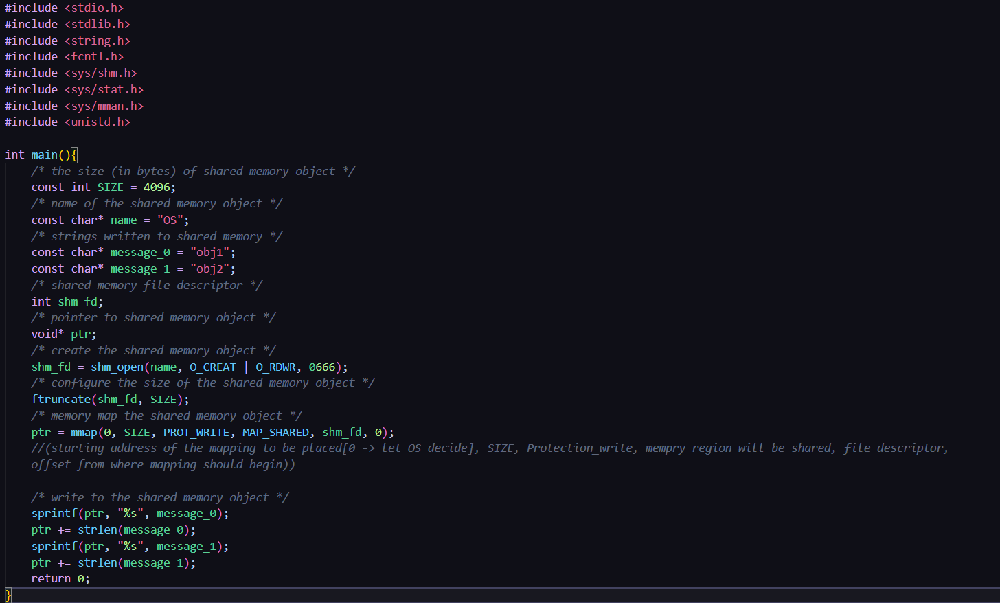 #include <stdio.h>
#include <stdlib.h>
#include <string.h>
#include <fcntl.h>
#include <sys/shm.h>
#include <sys/stat.h>
#include <sys/mman.h>
#include <unistd.h>

int main(){
    /* the size (in bytes) of shared memory object */
    const int SIZE = 4096;
    /* name of the shared memory object */
    const char* name = "OS";
    /* strings written to shared memory */
    const char* message_0 = "obj1";
    const char* message_1 = "obj2";
    /* shared memory file descriptor */
    int shm_fd;
    /* pointer to shared memory object */
    void* ptr;
    /* create the shared memory object */
    shm_fd = shm_open(name, O_CREAT | O_RDWR, 0666);
    /* configure the size of the shared memory object */
    ftruncate(shm_fd, SIZE);
    /* memory map the shared memory object */
    ptr = mmap(0, SIZE, PROT_WRITE, MAP_SHARED, shm_fd, 0);
    //(starting address of the mapping to be placed[0 -> let OS decide], SIZE, Protection_write, mempry region will be shared, file descriptor,
    offset from where mapping should begin))

    /* write to the shared memory object */
    sprintf(ptr, "%s", message_0);
    ptr += strlen(message_0);
    sprintf(ptr, "%s", message_1);
    ptr += strlen(message_1);
    return 0;
}